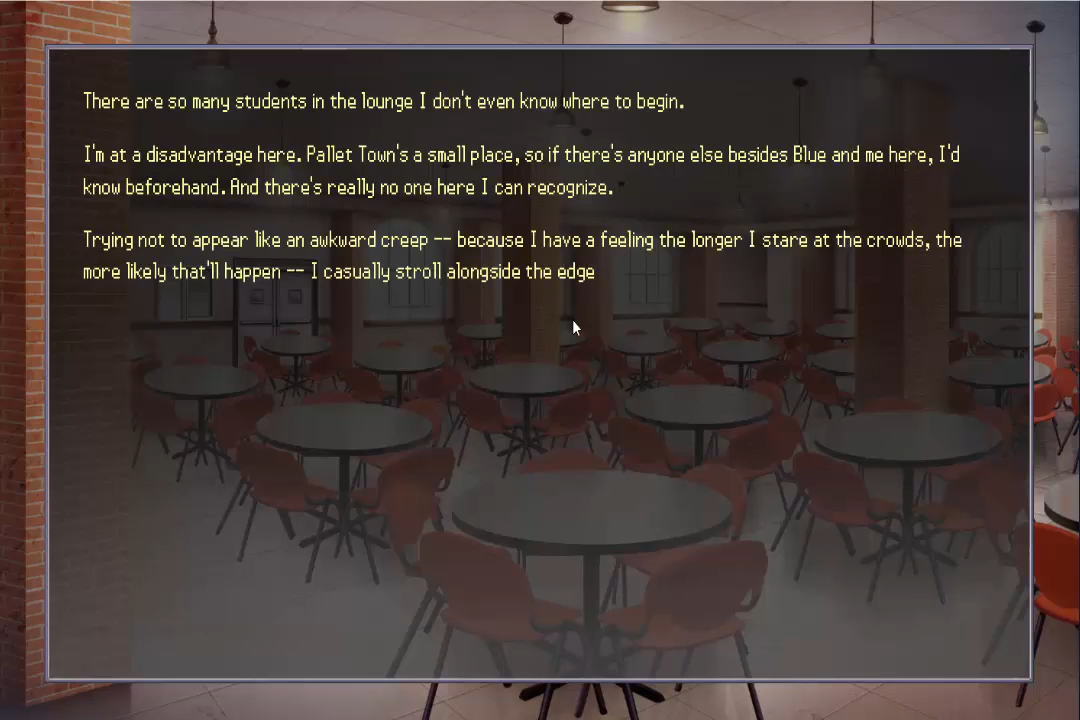 There are so many students in the lounge I don't even know where to begin.
I'm at a disadvantage here. Pallet Town's a small place, so if there's anyone else besides Blue and me here, I'd
know beforehand. And there's really no one here I can recognize.
Trying not to appear like an awkward creep -- because I have a feeling the longer I stare at the crowds, the
more likely that'll happen -- I casually stroll alongside the edge